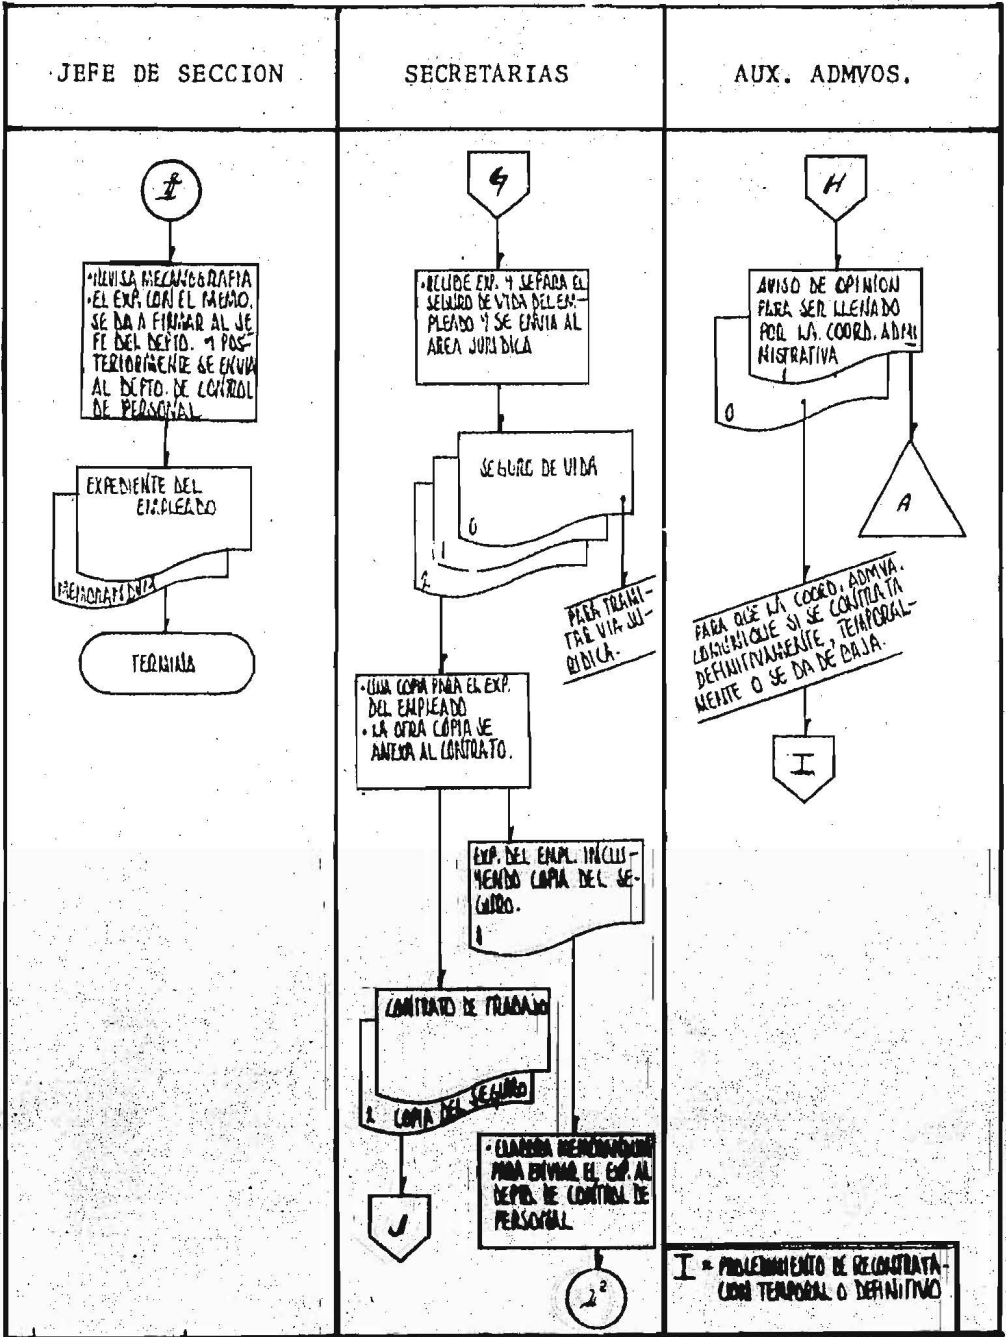 JEFE DE SECCION
SECRETARIAS
AUX. ADMVOS.
• REVISA MECANOGRAFIA
• EL EXP. CON EL MEMO.
SE DA A FIRMAR AL JE
FE DEL DEPTO. Y POS-
TERIORMENTE SE ENVIA
AL DEPTO. DE CONTROL
DE PERSONAL
EXPEDIENTE DEL
EMPLEADO
MEMORANDUM
TERMINA
G
• RECIBE EXP. Y SEPARA EL
SEGURO DE VIDA DEL EM-
PLEADO Y SE ENVIA AL
AREA JURIDICA
SEGURO DE VIDA
0
1
2
PARA TRAMI-
TAR VIA JU-
RIDICA.
• UNA COPIA PARA EL EXP.
DEL EMPLEADO
• LA OTRA COPIA SE
ANEXA AL CONTRATO.
EXP. DEL EMPL. INCLU-
YENDO COPIA DEL SE-
GURO.
1
CONTRATO DE TRABAJO
2 COPIA DEL SEGURO
J
• ELABORA MEMORANDUM
PARA ENVIAR EL EXP. AL
DEPTO. DE CONTROL DE
PERSONAL
2
H
AVISO DE OPINION
PARA SER LLENADO
POR LA COORD. ADMI
NISTRATIVA
1
0
A
PARA QUE LA COORD. ADMVA.
COMUNIQUE SI SE CONTRATA
DEFINITIVAMENTE, TEMPORAL-
MENTE O SE DA DE BAJA.
I
I = PROCEDIMIENTO DE RECONTRATA-
CION TEMPORAL O DEFINITIVO